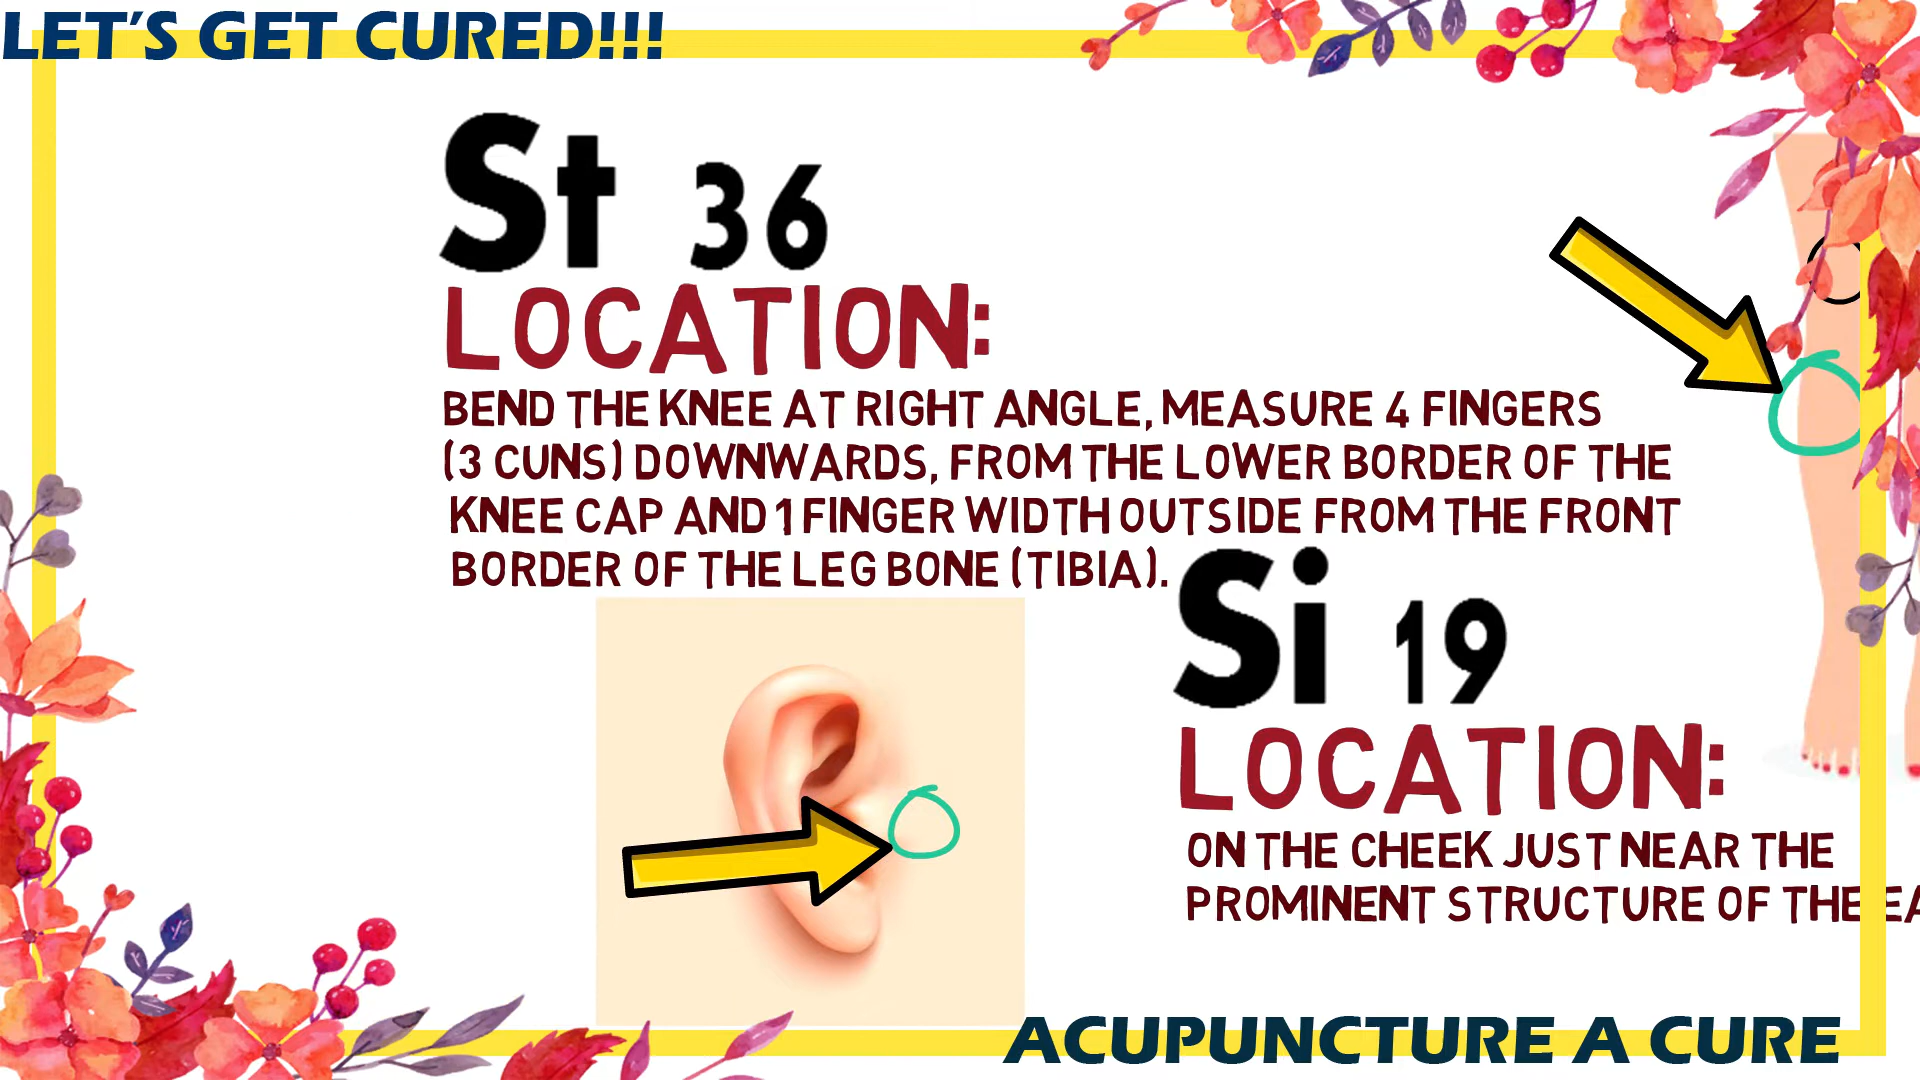 LET'S GET CURED!!!
St 36
LOCATION:
BEND THE KNEE AT RIGHT ANGLE, MEASURE 4 FINGERS
(3 CUNS) DOWNWARDS, FROM THE LOWER BORDER OF THE
KNEE CAP AND 1 FINGER WIDTH OUTSIDE FROM THE FRONT
BORDER OF THE LEG BONE (TIBIA).
Si 19
LOCATION:
ON THE CHEEK JUST NEAR THE
PROMINENT STRUCTURE OF THE
ACUPUNCTURE A CURE